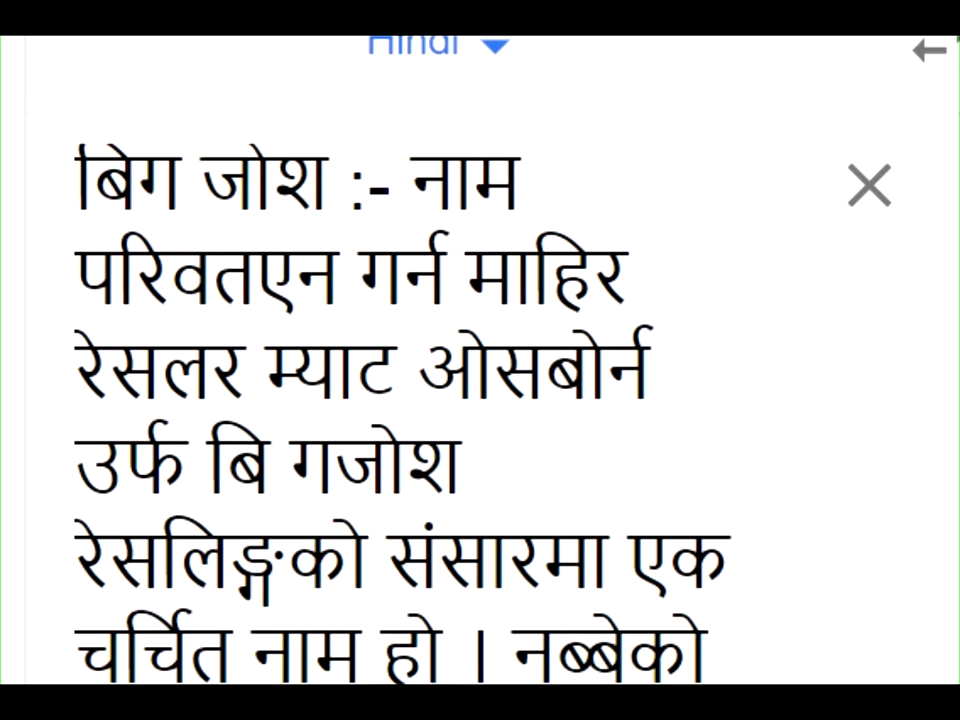 Hindi
बिग जोश :- नाम
परिवतएन गर्न माहिर
रेसलर म्याट ओसबोर्न
उर्फ बि गजोश
रेसलिङ्गको संसारमा एक
चर्चित नाम हो । नब्बेको